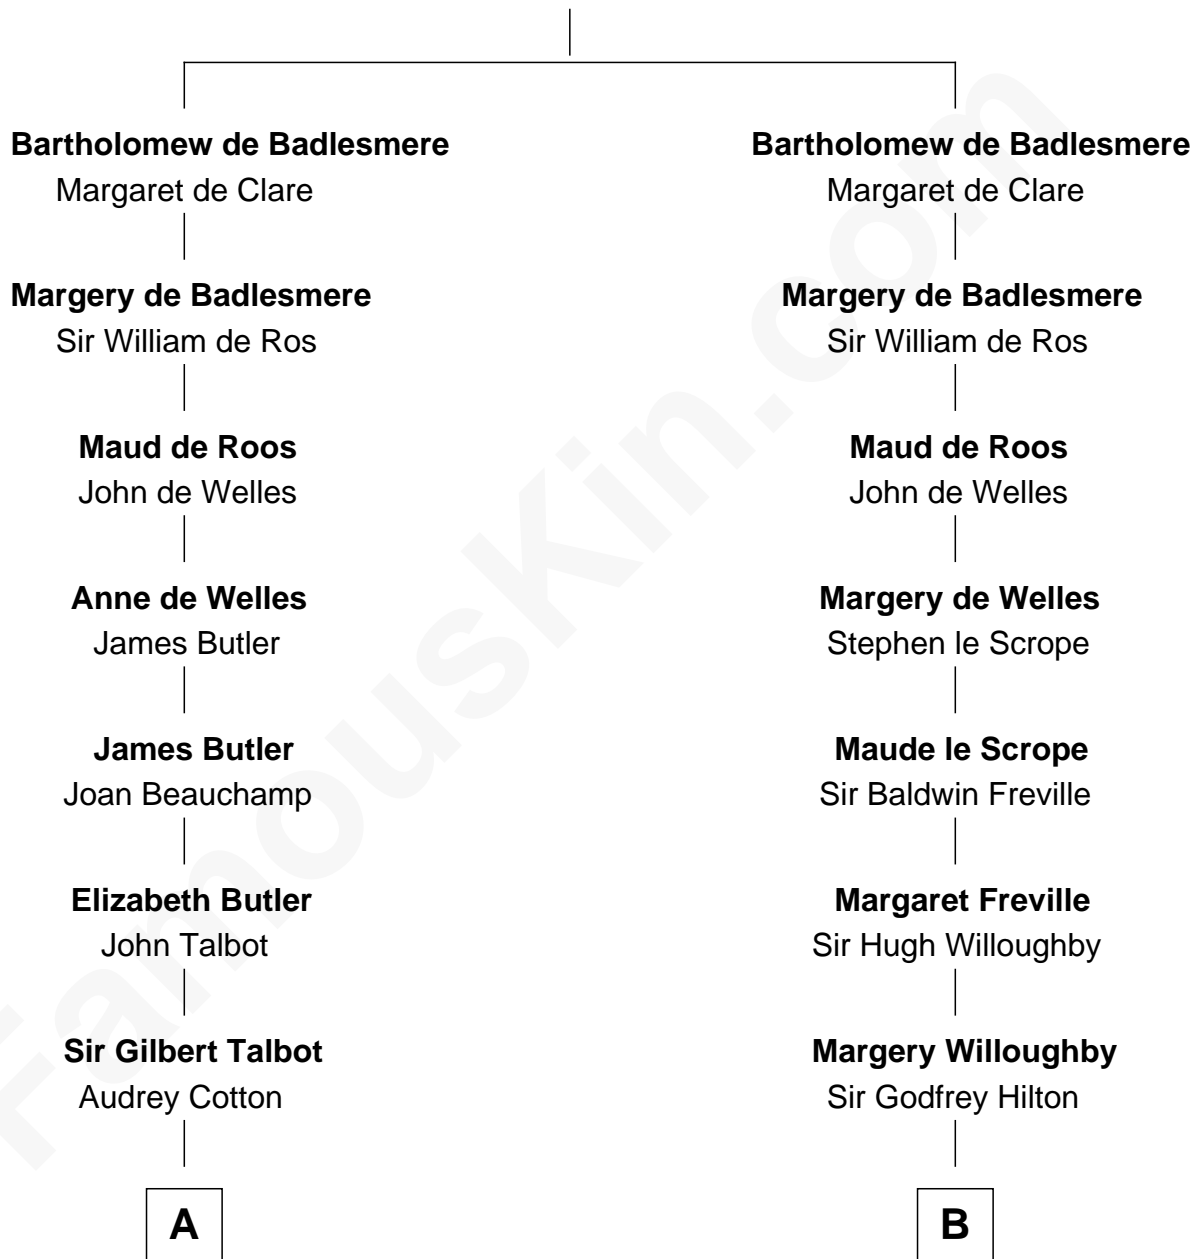 Bartholomew de Badlesmere
Margaret de Clare
Margery de Badlesmere
Sir William de Ros
Maud de Roos
John de Welles
Anne de Welles
James Butler
James Butler
Joan Beauchamp
Elizabeth Butler
John Talbot
Sir Gilbert Talbot
Audrey Cotton
A
Bartholomew de Badlesmere
Margaret de Clare
Margery de Badlesmere
Sir William de Ros
Maud de Roos
John de Welles
Margery de Welles
Stephen le Scrope
Maude le Scrope
Sir Baldwin Freville
Margaret Freville
Sir Hugh Willoughby
Margery Willoughby
Sir Godfrey Hilton
B
FamousKin.com